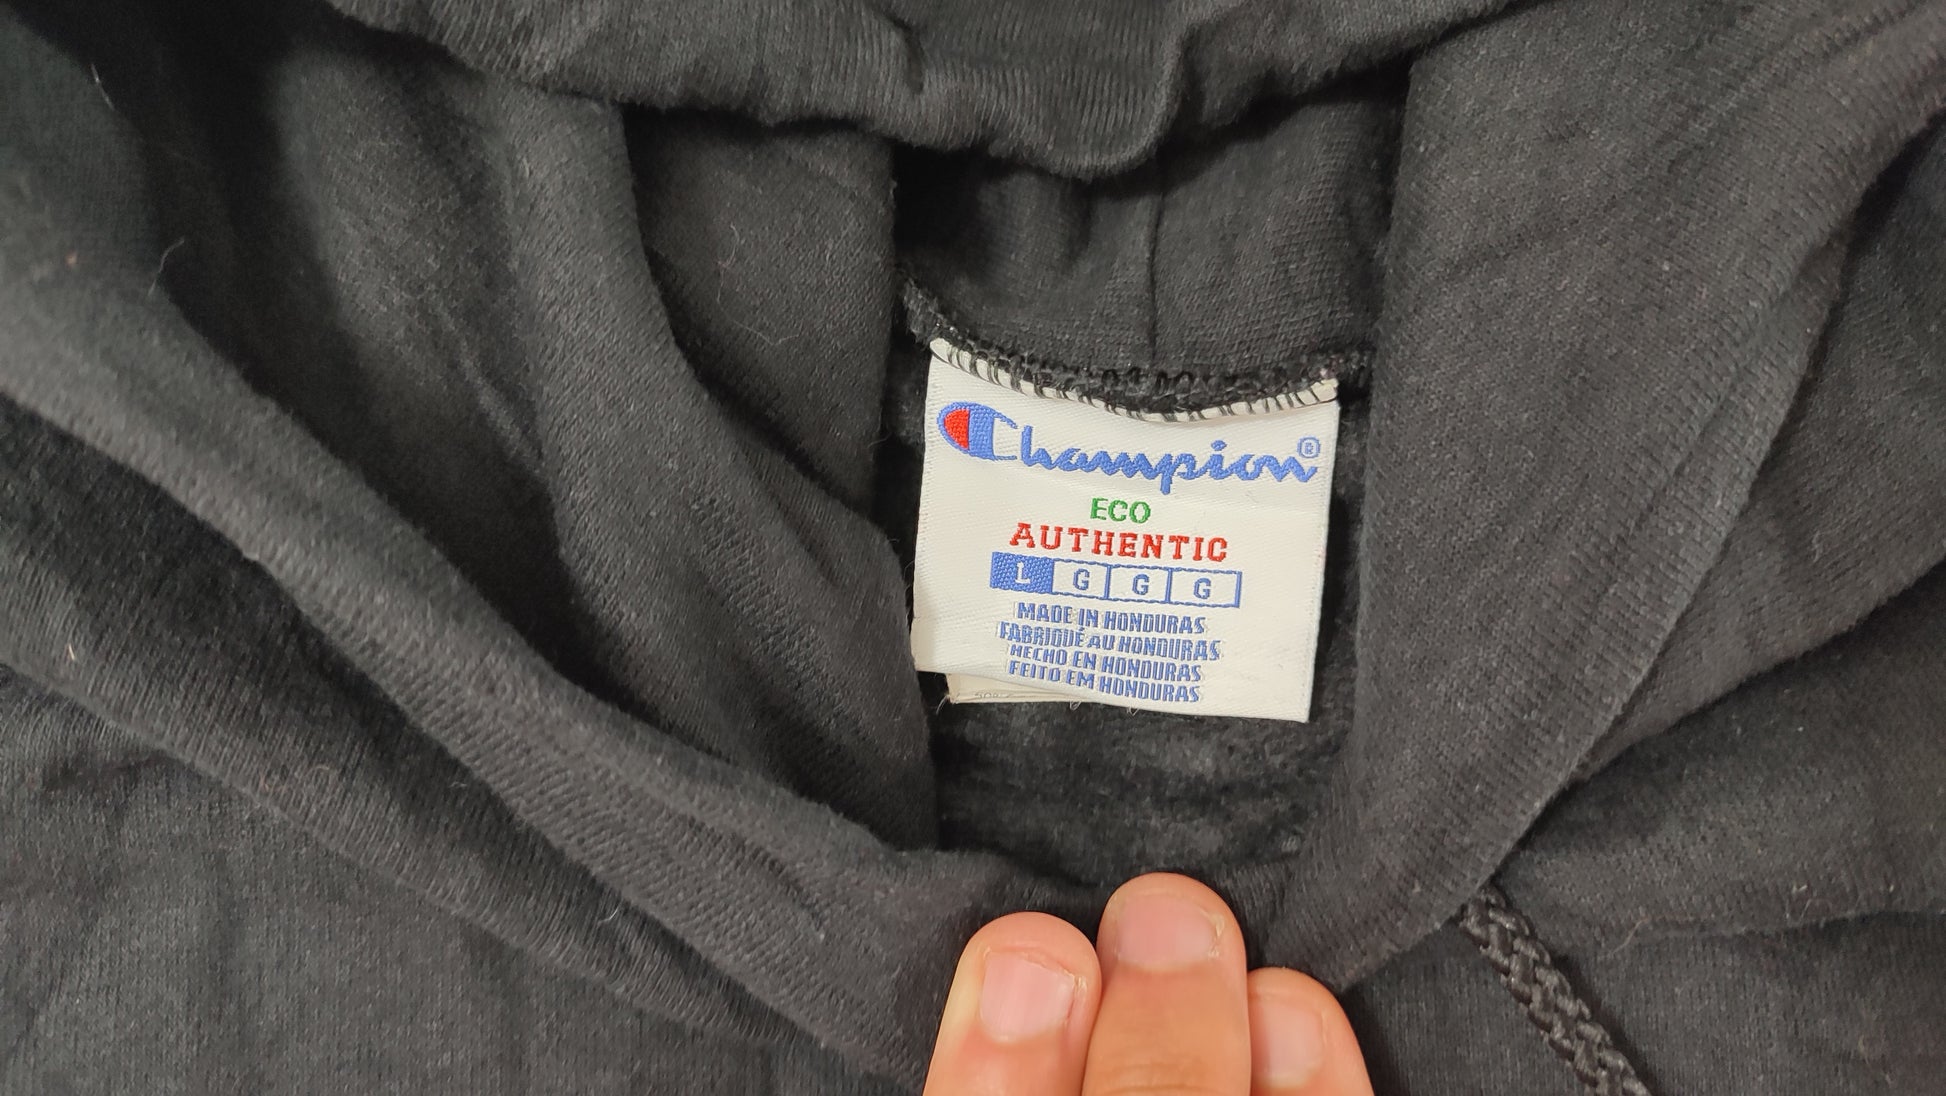 Champion®
ECO
AUTHENTIC
L G G G
MADE IN HONDURAS
FABRIQUÉ AU HONDURAS
HECHO EN HONDURAS
FEITO EM HONDURAS